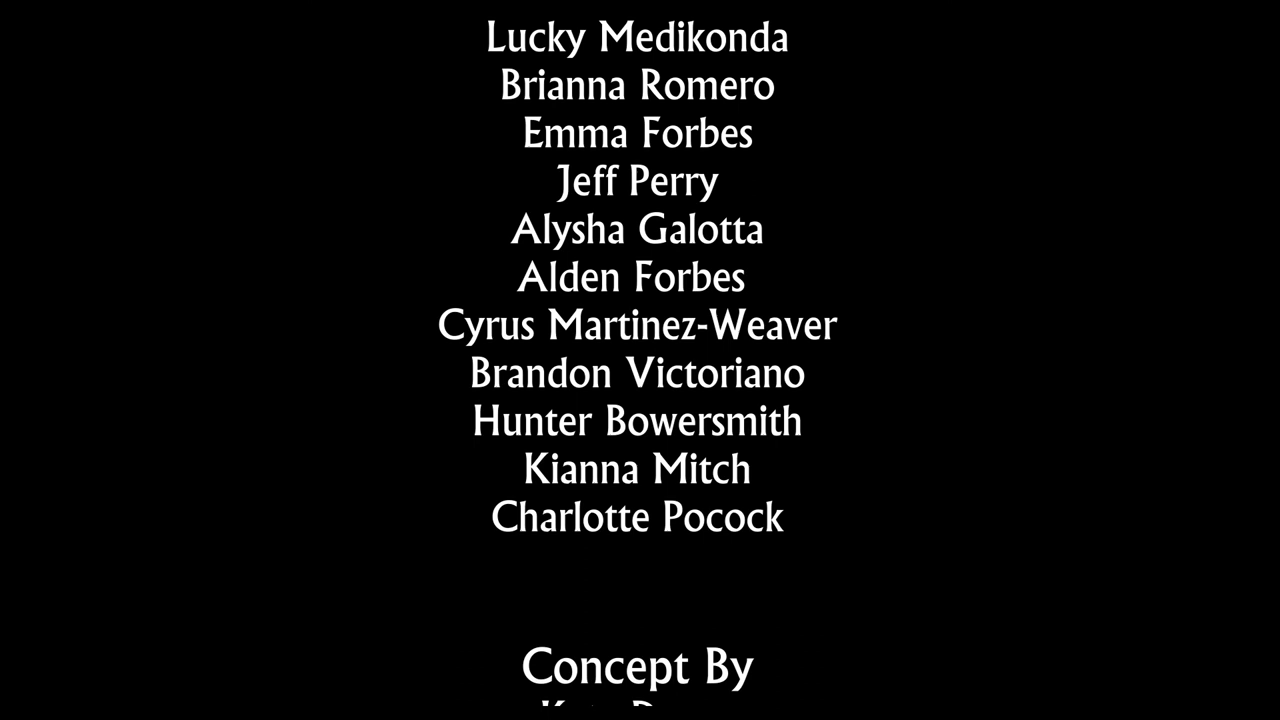 Lucky Medikonda
Brianna Romero
Emma Forbes
Jeff Perry
Alysha Galotta
Alden Forbes
Cyrus Martinez-Weaver
Brandon Victoriano
Hunter Bowersmith
Kianna Mitch
Charlotte Pocock
Concept By